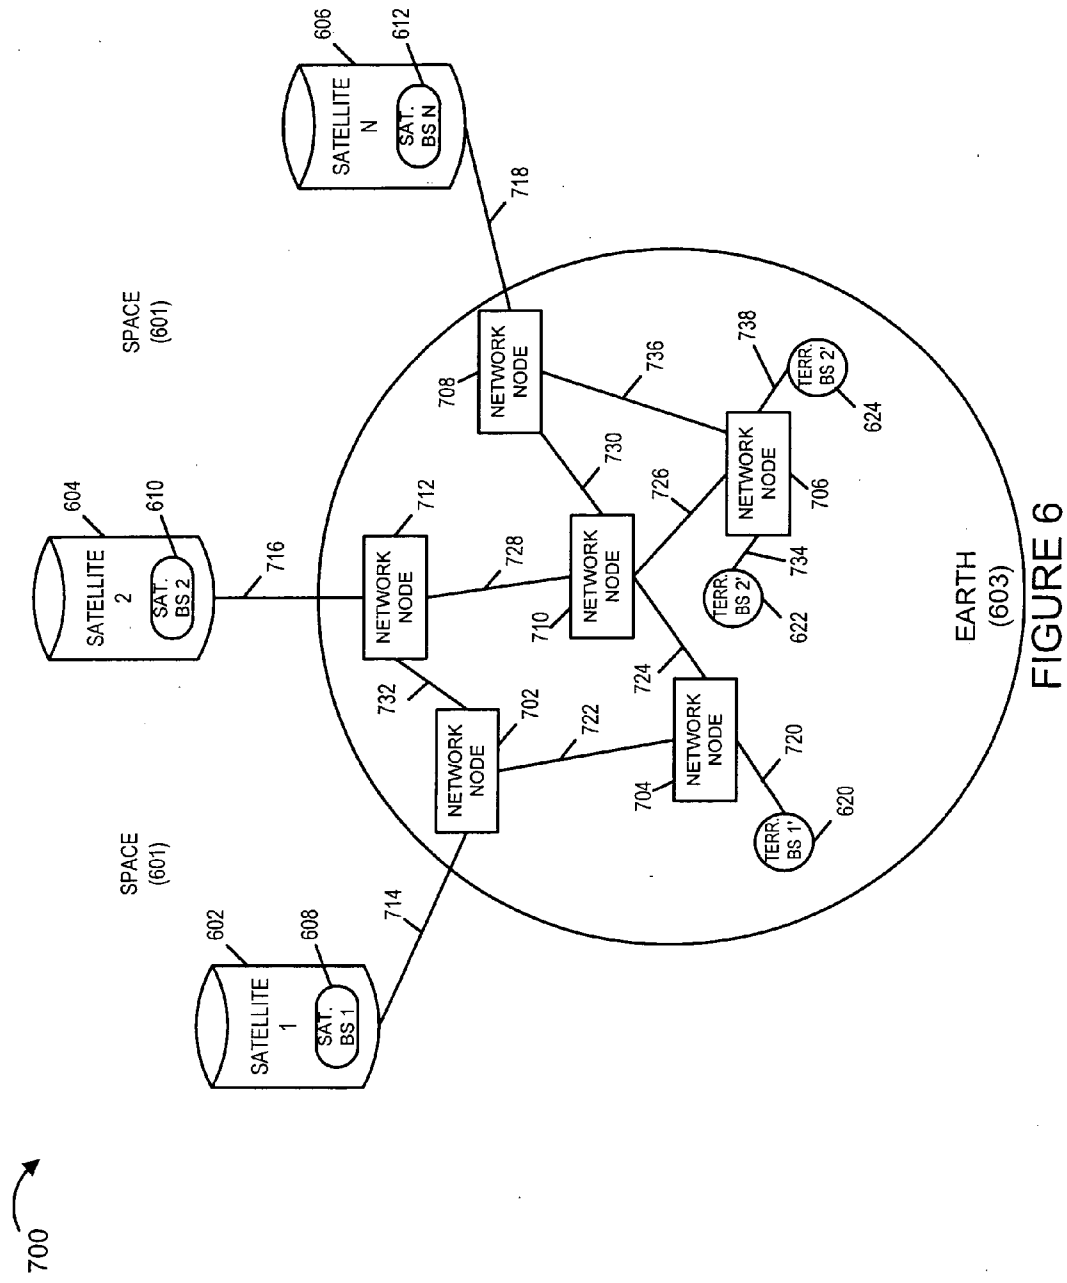 700
SPACE
(601)
SPACE
(601)
602
SATELLITE
1
608
SAT.
BS 1
604
SATELLITE
2
610
SAT.
BS 2
606
SATELLITE
N
612
SAT.
BS N
714
716
718
NETWORK
NODE
702
NETWORK
NODE
712
NETWORK
NODE
708
732
728
730
736
722
NETWORK
NODE
710
724
726
NETWORK
NODE
704
NETWORK
NODE
706
720
734
738
TERR.
BS 1'
620
TERR.
BS 2'
622
TERR.
BS 2'
624
EARTH
(603)
FIGURE 6